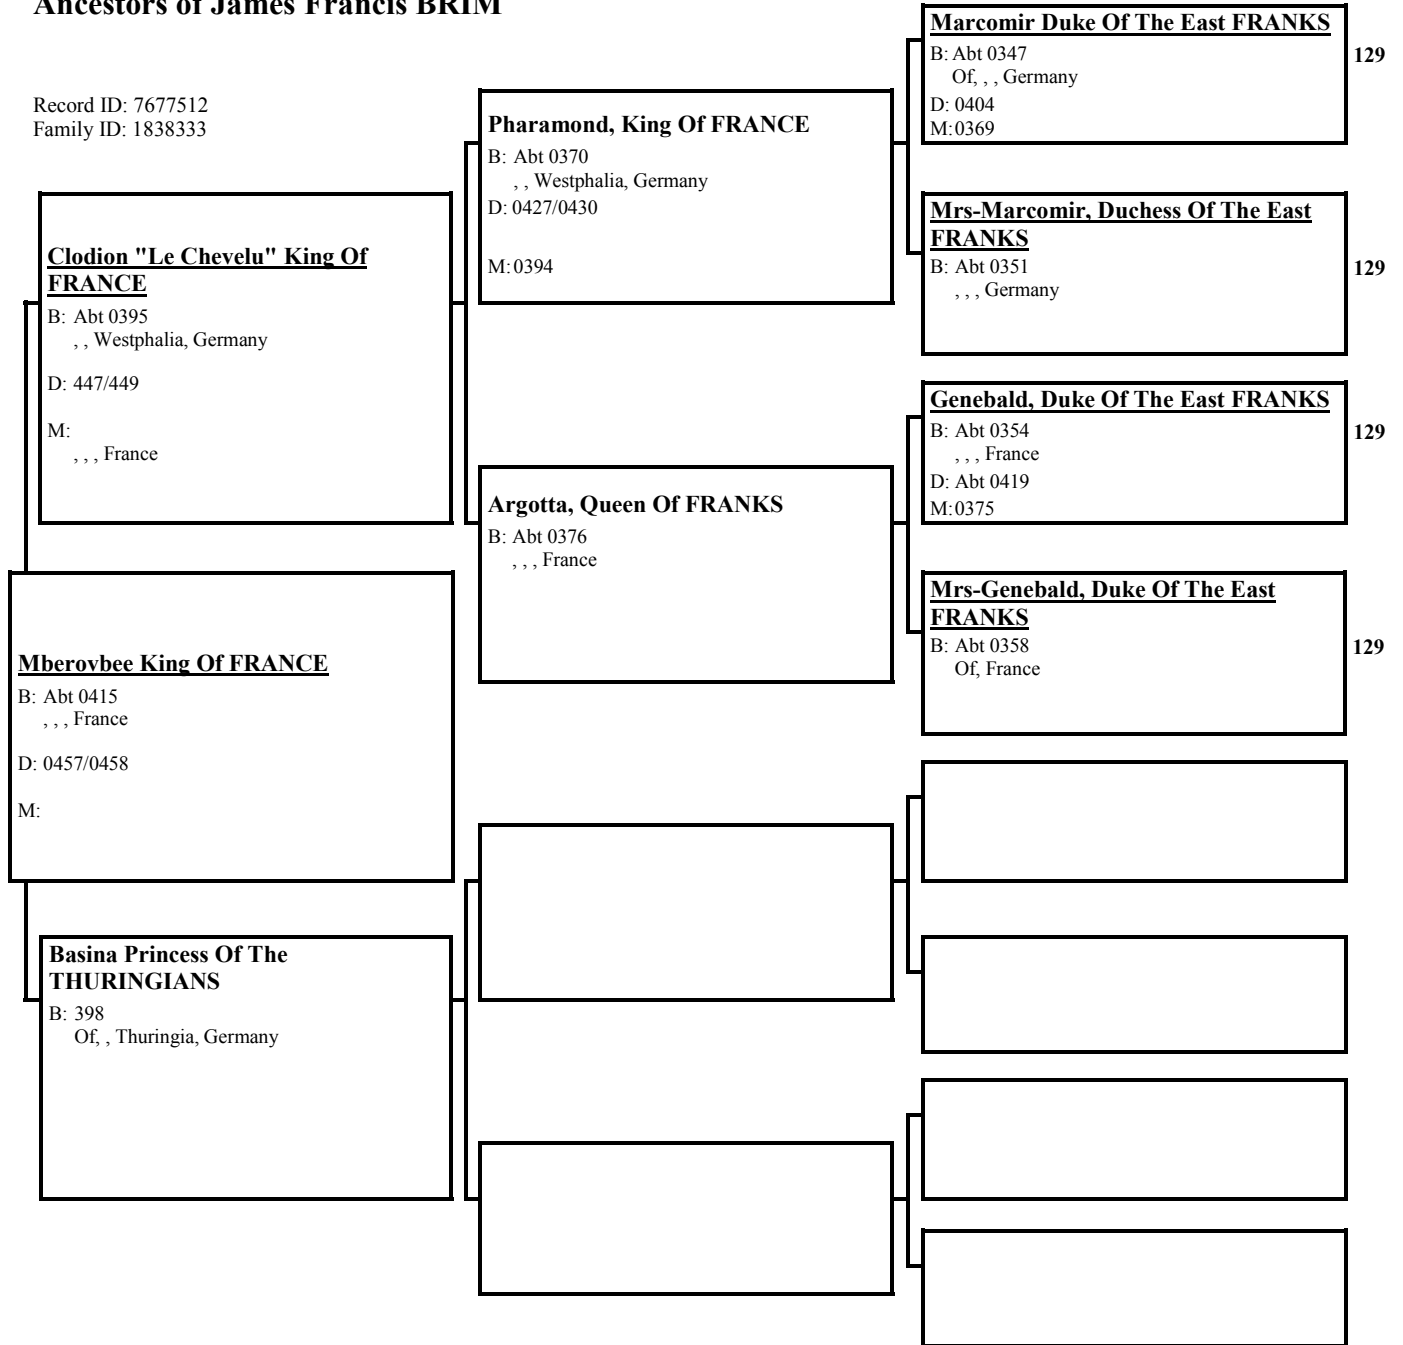 Ancestors of James Francis BRIM
Record ID: 7677512
Family ID: 1838333
Clodion "Le Chevelu" King Of
FRANCE
B: Abt 0395
, , Westphalia, Germany
D: 447/449
M:
, , , France
Mberovbee King Of FRANCE
B: Abt 0415
, , , France
D: 0457/0458
M:
Basina Princess Of The
THURINGIANS
B: 398
Of, , Thuringia, Germany
Pharamond, King Of FRANCE
B: Abt 0370
, , Westphalia, Germany
D: 0427/0430
M:0394
Argotta, Queen Of FRANKS
B: Abt 0376
, , , France
Marcomir Duke Of The East FRANKS
B: Abt 0347
Of, , , Germany
D: 0404
M:0369
129
Mrs-Marcomir, Duchess Of The East
FRANKS
B: Abt 0351
, , , Germany
129
Genebald, Duke Of The East FRANKS
B: Abt 0354
, , , France
D: Abt 0419
M:0375
129
Mrs-Genebald, Duke Of The East
FRANKS
B: Abt 0358
Of, France
129